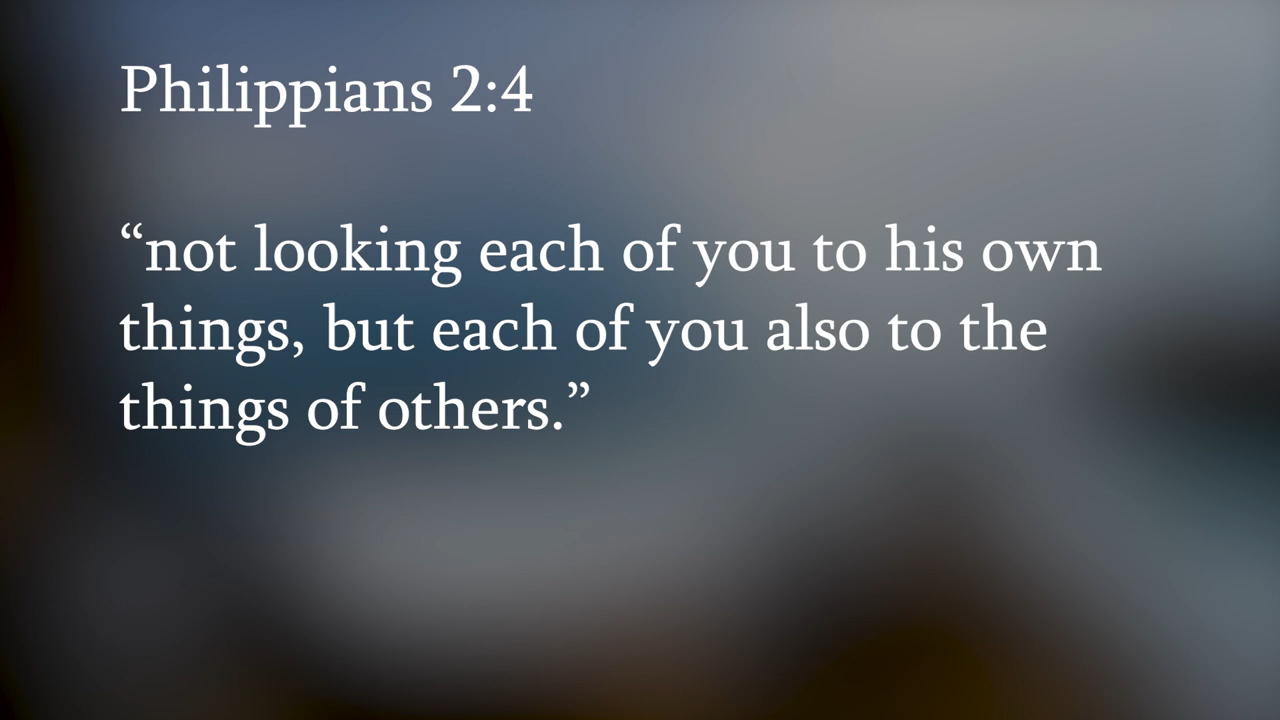 Philippians 2:4
“not looking each of you to his own
things, but each of you also to the
things of others.”